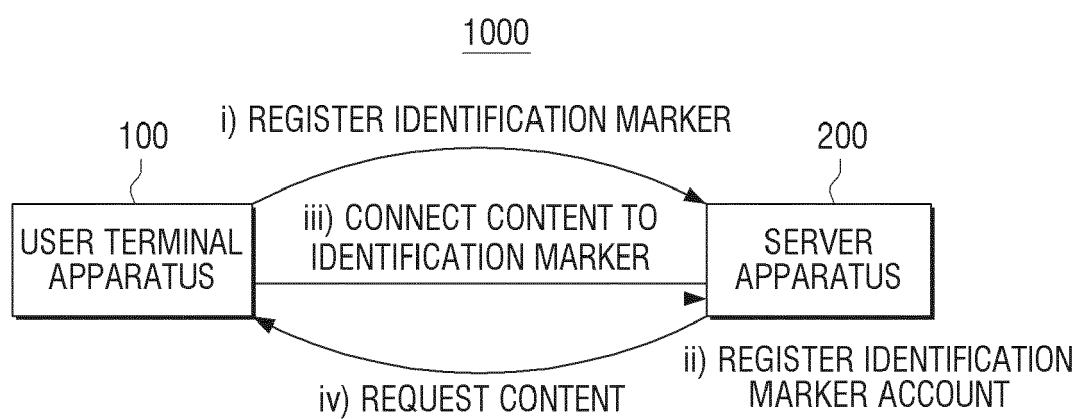 1000
i) REGISTER IDENTIFICATION MARKER
100
200
USER TERMINAL
APPARATUS
iii) CONNECT CONTENT TO
IDENTIFICATION MARKER
SERVER
APPARATUS
ii) REGISTER IDENTIFICATION
MARKER ACCOUNT
iv) REQUEST CONTENT